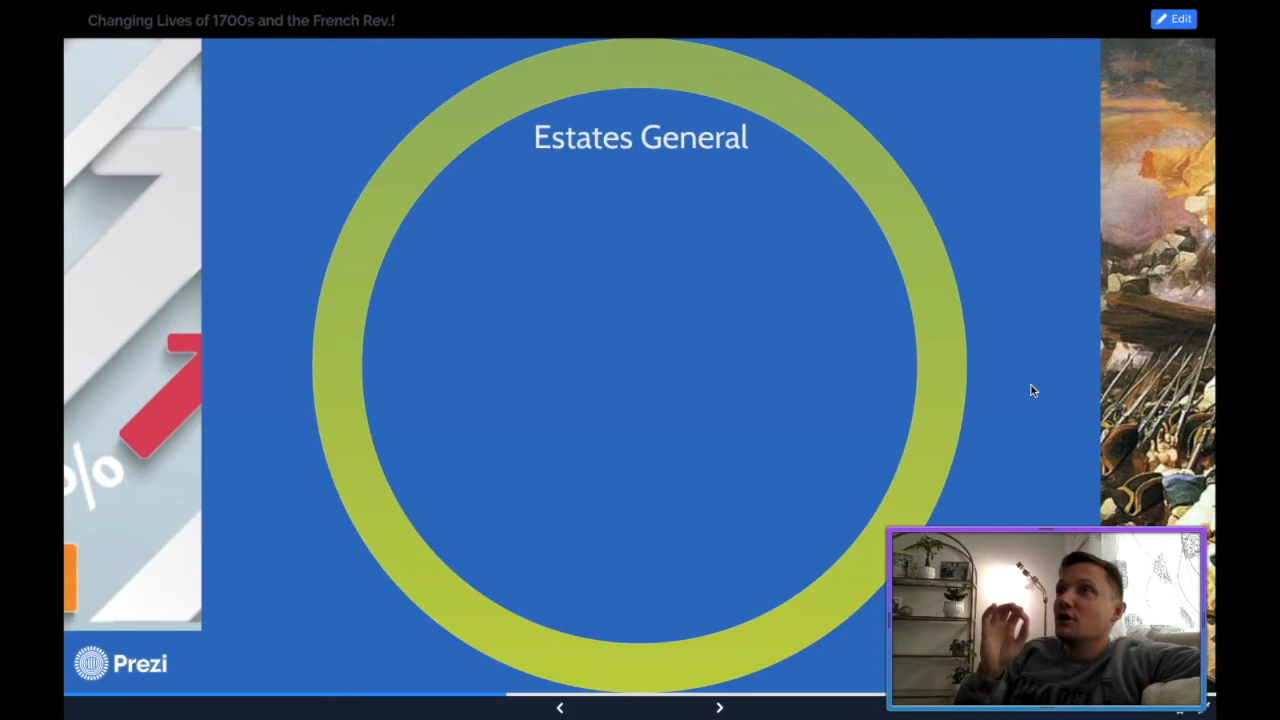 Changing Lives of 1700s and the French Rev.!
Edit
Estates General
%
Prezi